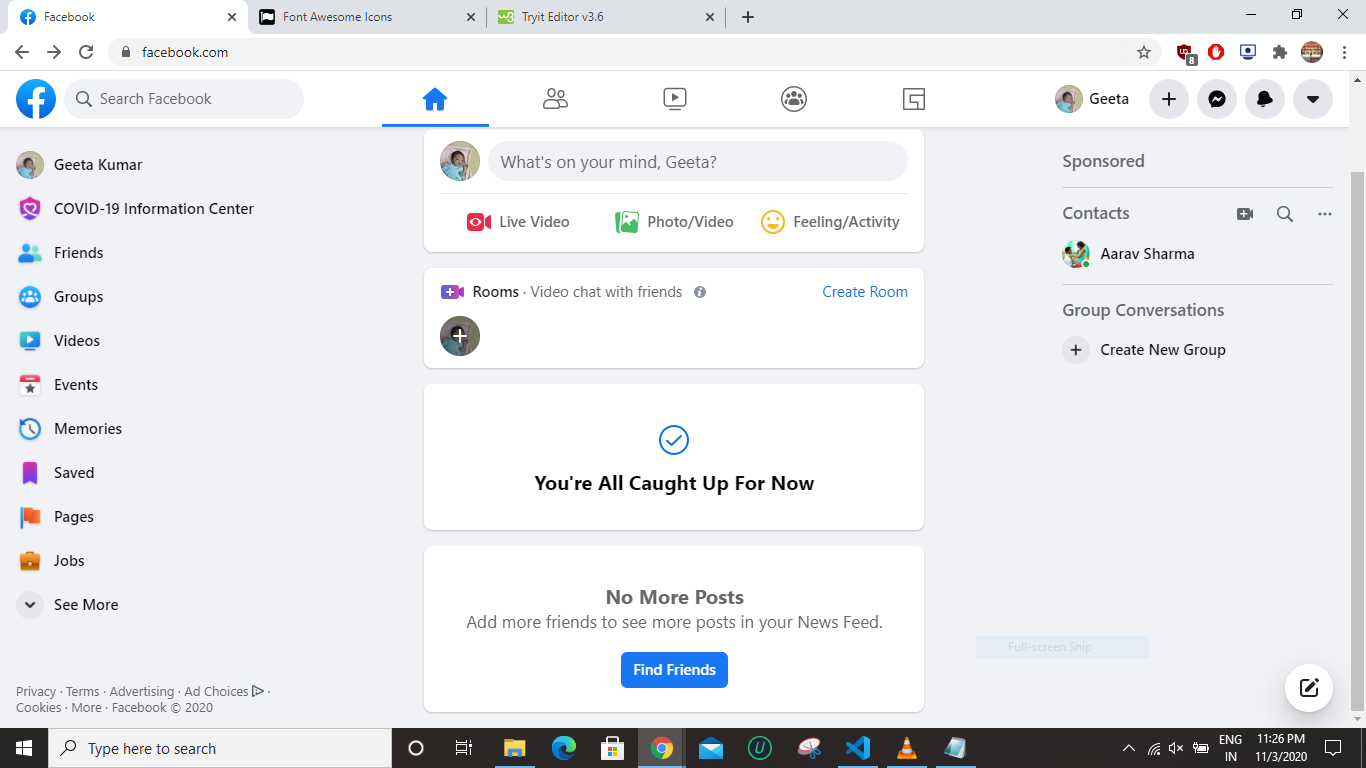 Facebook
Font Awesome Icons
Tryit Editor v3.6
facebook.com
8
Search Facebook
Geeta
Geeta Kumar
COVID-19 Information Center
Friends
Groups
Videos
Events
Memories
Saved
Pages
Jobs
See More
Privacy · Terms · Advertising · Ad Choices ·
Cookies · More · Facebook © 2020
What's on your mind, Geeta?
Live Video
Photo/Video
Feeling/Activity
Rooms · Video chat with friends
Create Room
You're All Caught Up For Now
No More Posts
Add more friends to see more posts in your News Feed.
Find Friends
Sponsored
Contacts
Aarav Sharma
Group Conversations
Create New Group
Full-screen Snip
Type here to search
ENG
IN
11:26 PM
11/3/2020